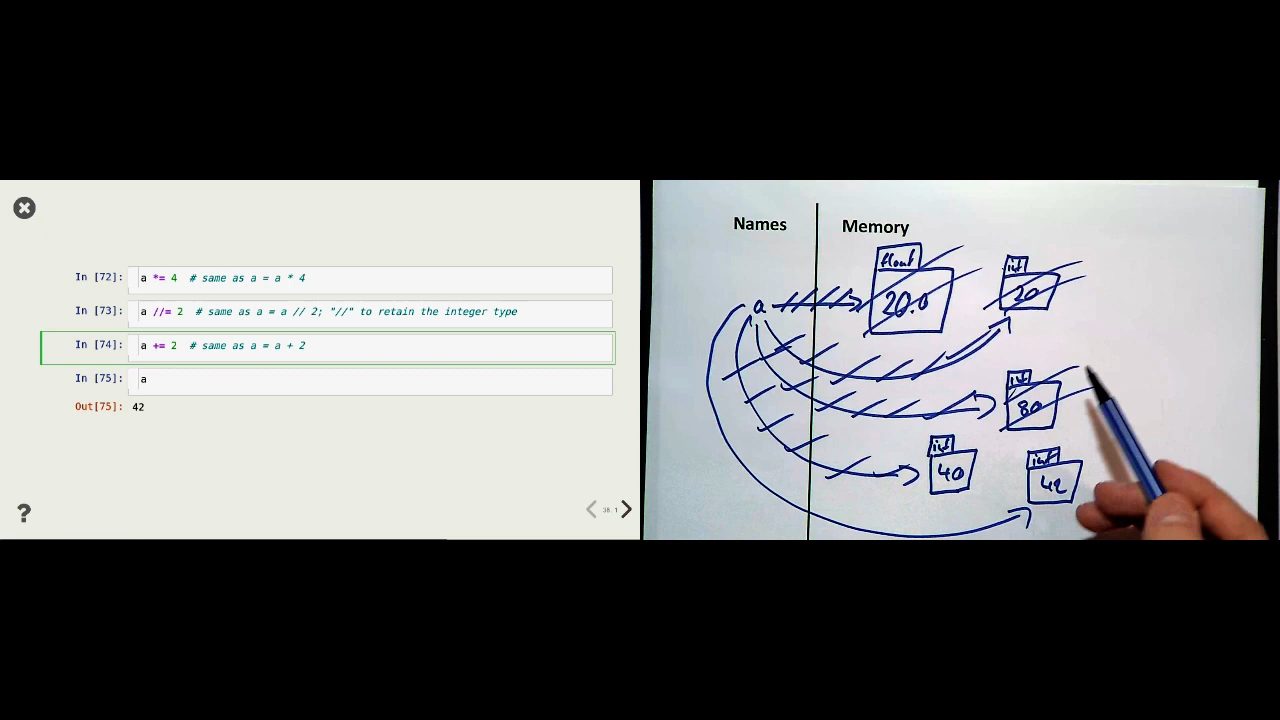 In [72]: a *= 4 # same as a = a * 4
In [73]: a //= 2 # same as a = a // 2; "//" to retain the integer type
In [74]: a += 2 # same as a = a + 2
In [75]: a
Out[75]: 42
?
38.1
Names Memory
float
20.0
int
20
a
int
80
int
40
int
42